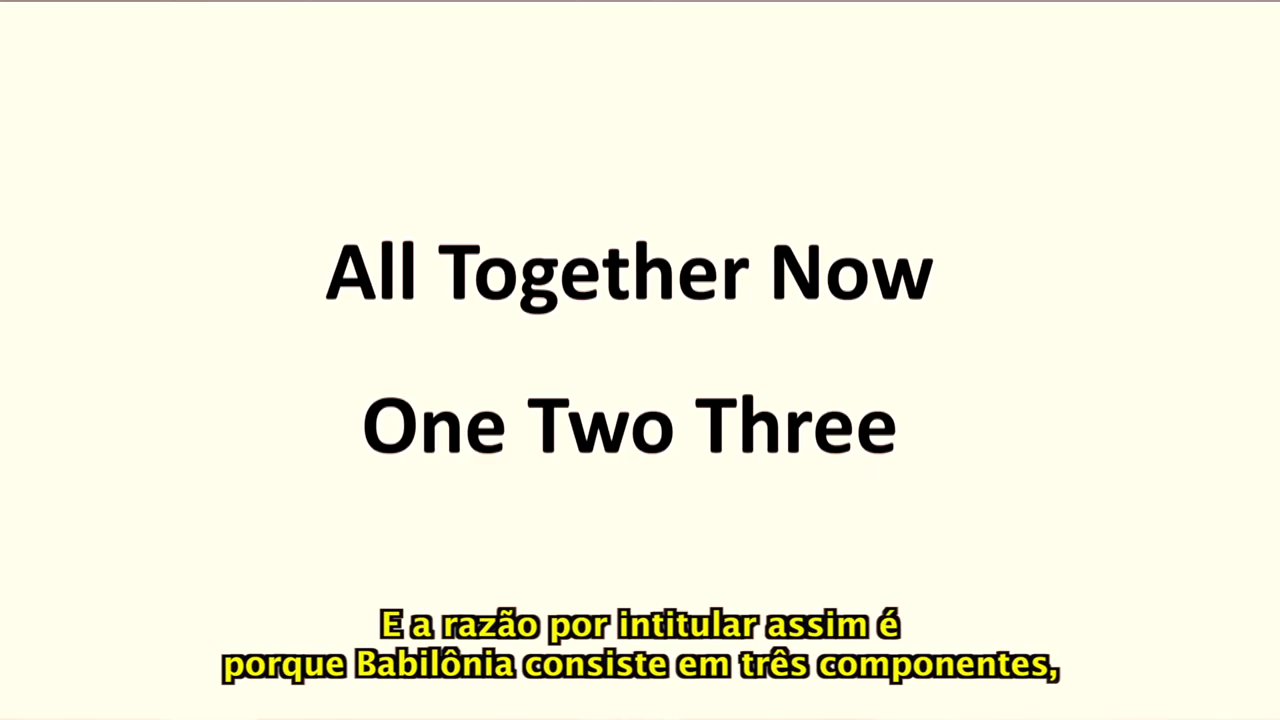 All Together Now
One Two Three
E a razão por intitular assim é
porque Babilônia consiste em três componentes,